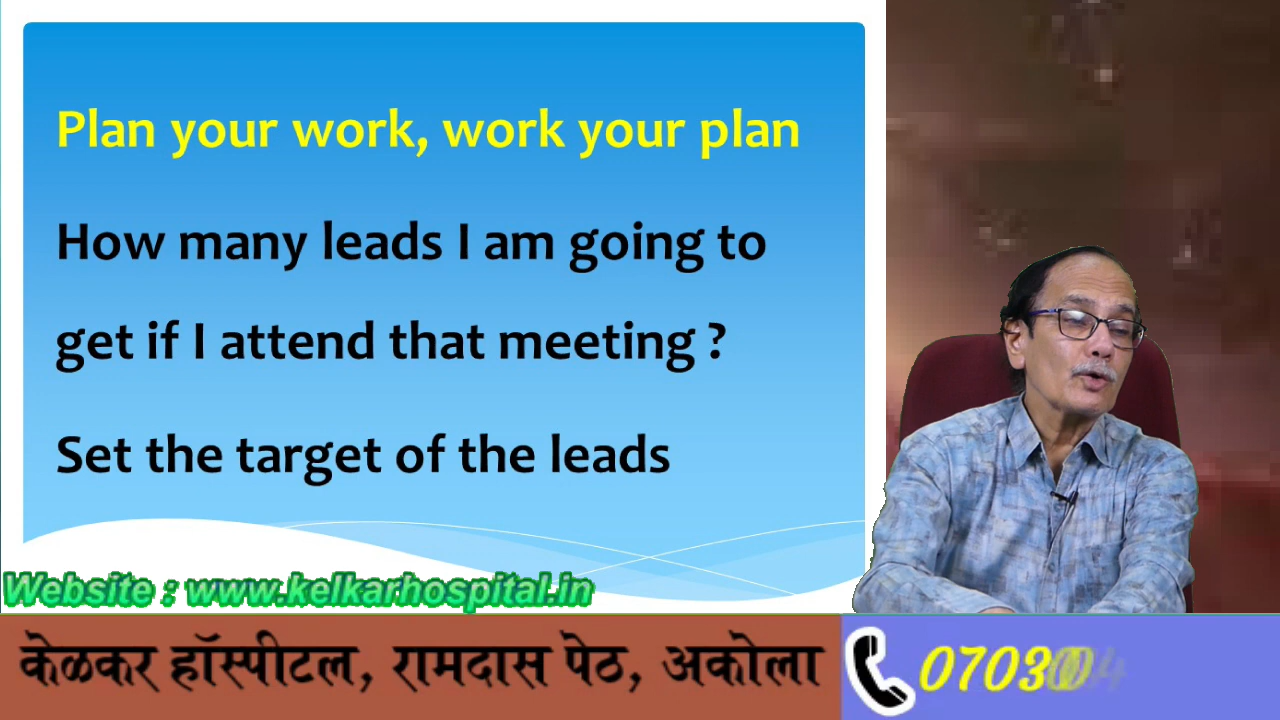 Plan your work, work your plan
How many leads I am going to
get if I attend that meeting ?
Set the target of the leads
Website : www.kelkarhospital.in
केळकर हॉस्पीटल, रामदास पेठ, अकोला